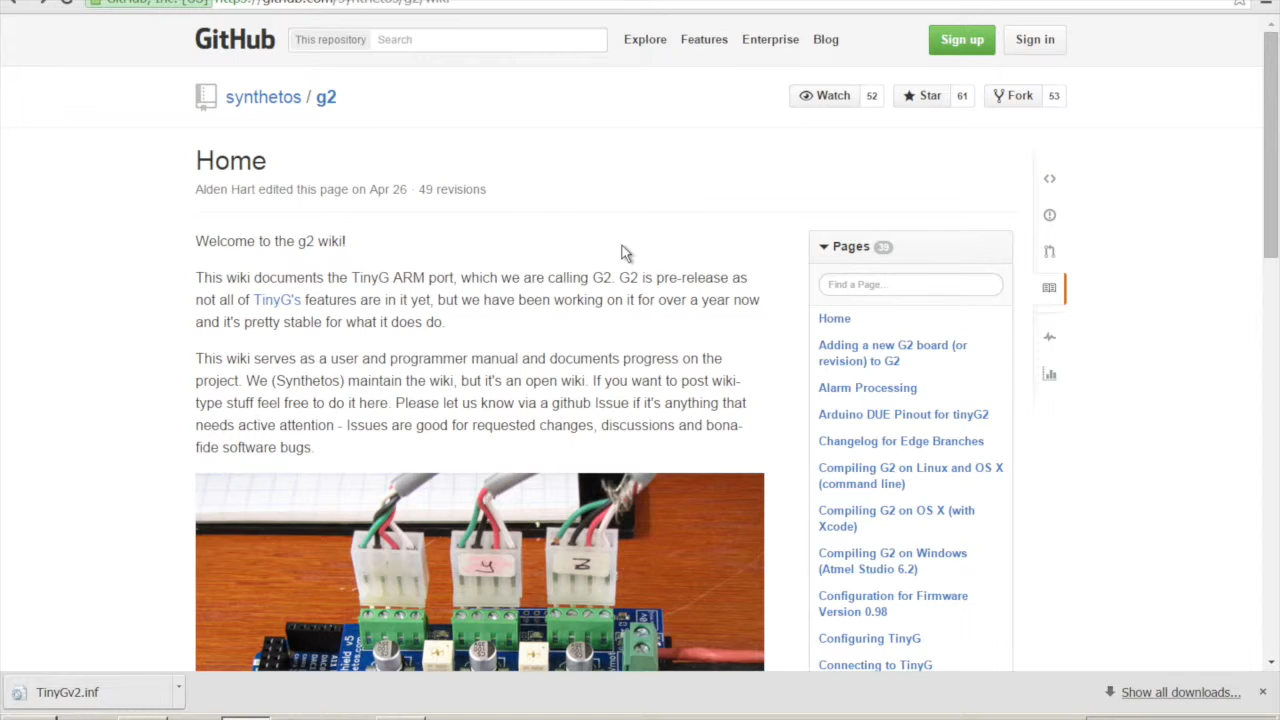 GitHub This repository Search Explore Features Enterprise Blog Sign up Sign in
synthetos / g2 Watch 52 Star 61 Fork 53
Home
Alden Hart edited this page on Apr 26 · 49 revisions
Welcome to the g2 wiki!
This wiki documents the TinyG ARM port, which we are calling G2. G2 is pre-release as
not all of TinyG's features are in it yet, but we have been working on it for over a year now
and it's pretty stable for what it does do.
This wiki serves as a user and programmer manual and documents progress on the
project. We (Synthetos) maintain the wiki, but it's an open wiki. If you want to post wiki-
type stuff feel free to do it here. Please let us know via a github Issue if it's anything that
needs active attention - Issues are good for requested changes, discussions and bona-
fide software bugs.
y
Z
shield v5
Pages 39
Find a Page...
Home
Adding a new G2 board (or
revision) to G2
Alarm Processing
Arduino DUE Pinout for tinyG2
Changelog for Edge Branches
Compiling G2 on Linux and OS X
(command line)
Compiling G2 on OS X (with
Xcode)
Compiling G2 on Windows
(Atmel Studio 6.2)
Configuration for Firmware
Version 0.98
Configuring TinyG
Connecting to TinyG
TinyGv2.inf
Show all downloads...